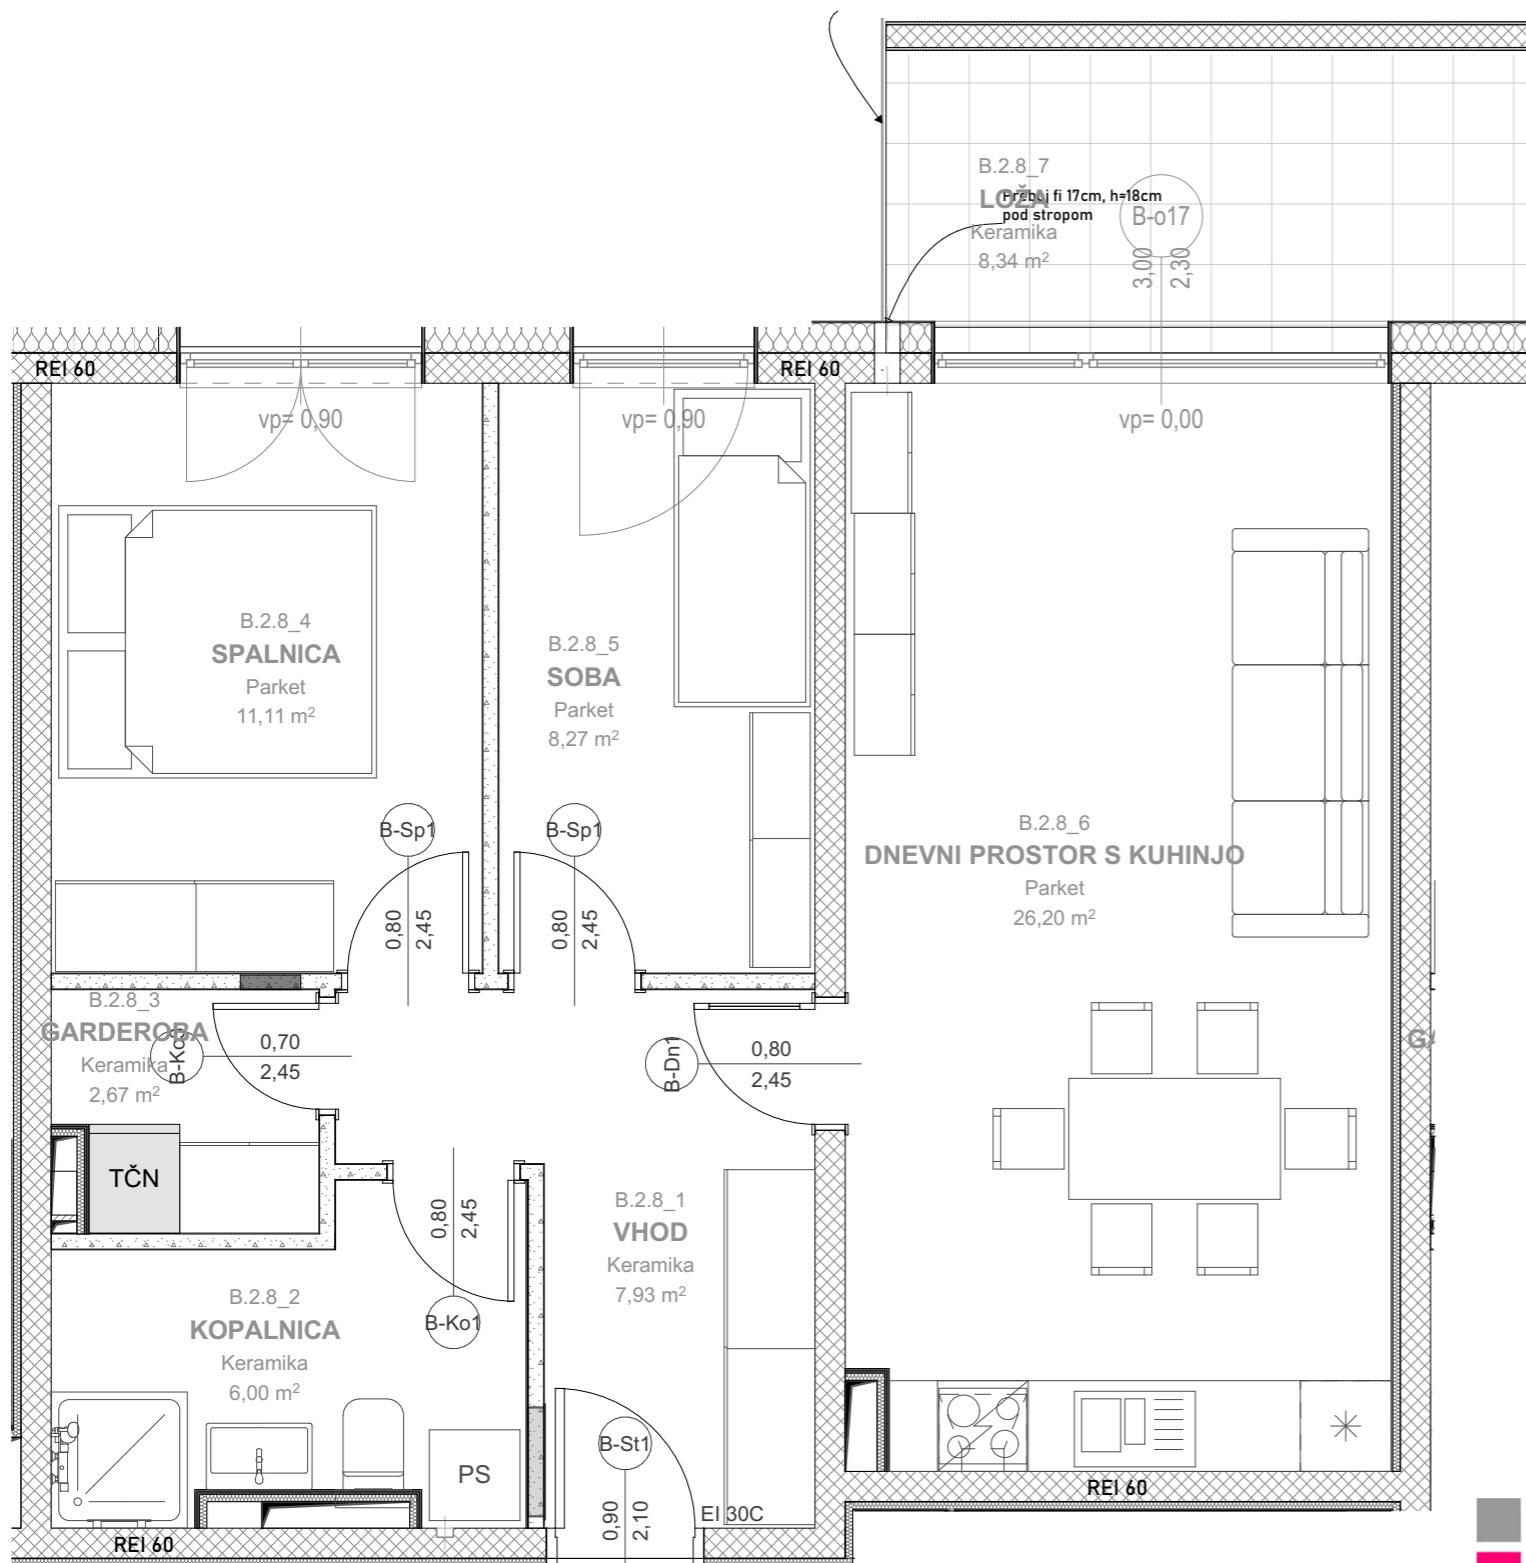 B.2.8_7
LOŽA
Preboj fi 17cm, h=18cm
pod stropom
Keramika
8,34 m²
B-o17
3,00
2,30
REI 60
REI 60
vp= 0,90
vp= 0,90
vp= 0,00
B.2.8_4
SPALNICA
Parket
11,11 m²
B.2.8_5
SOBA
Parket
8,27 m²
B.2.8_6
DNEVNI PROSTOR S KUHINJO
Parket
26,20 m²
B-Sp1
0,80
2,45
B-Sp1
0,80
2,45
B.2.8_3
GARDEROBA
Keramika
2,67 m²
0,70
2,45
B-Dn1
0,80
2,45
TČN
0,80
2,45
B-Ko1
B.2.8_1
VHOD
Keramika
7,93 m²
B.2.8_2
KOPALNICA
Keramika
6,00 m²
PS
B-St1
0,90
2,10
EI 30C
REI 60
REI 60